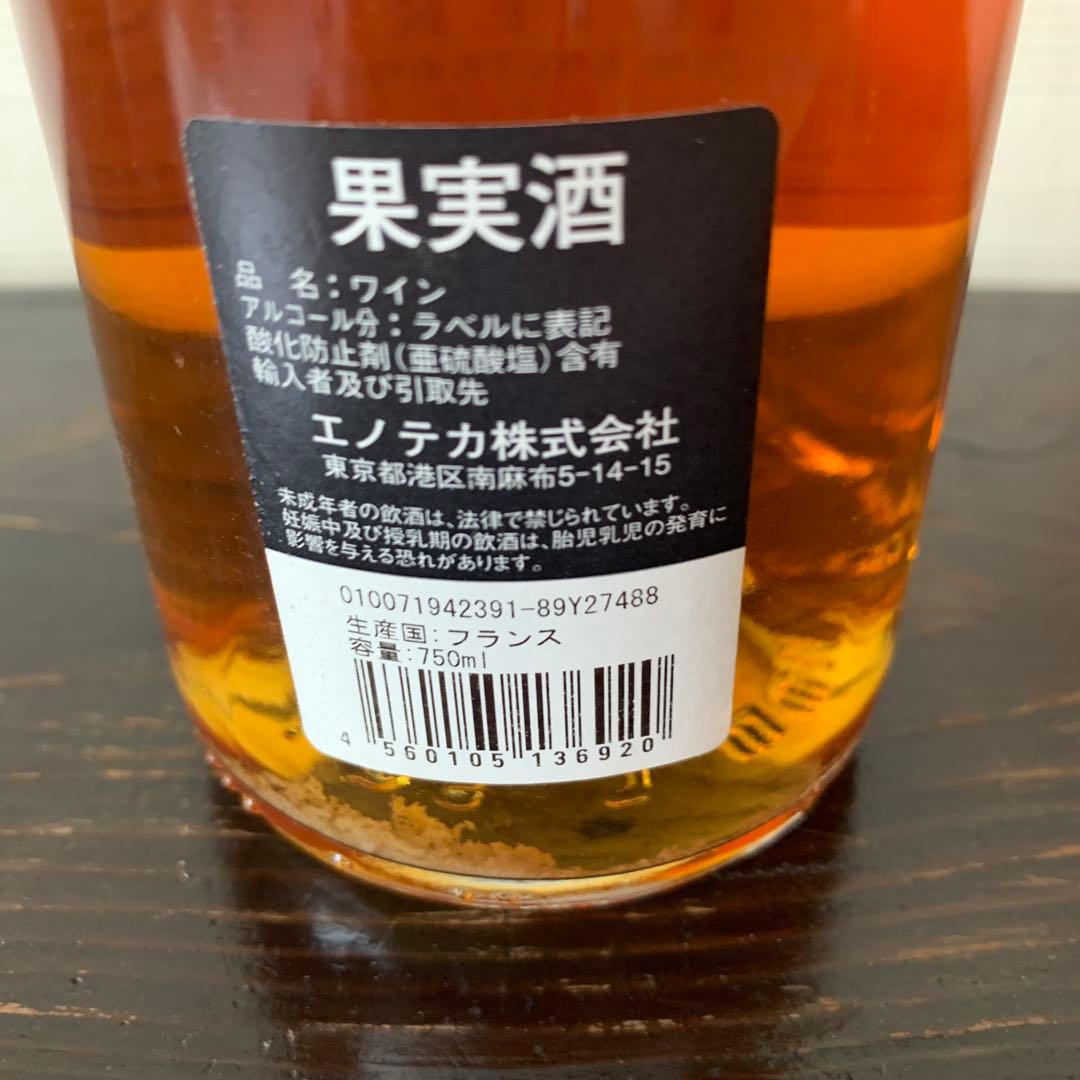 果実酒
品 名:ワイン
アルコール分:ラベルに表記
酸化防止剤(亜硫酸塩)含有
輸入者及び引取先
エノテカ株式会社
東京都港区南麻布5-14-15
未成年者の飲酒は、法律で禁じられています。
妊娠中及び授乳期の飲酒は、胎児乳児の発育に
影響を与える恐れがあります。
010071942391-89Y27488
生産国:フランス
容量:750ml
4 560105 136920